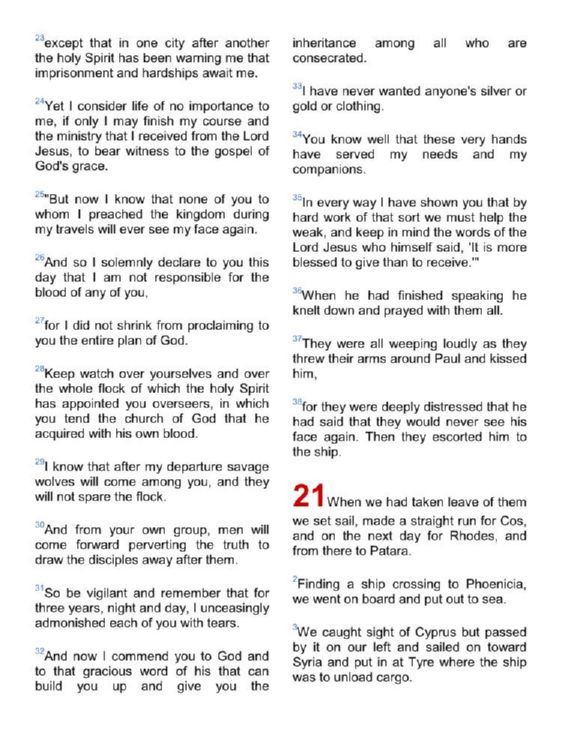 23except that in one city after another
the holy Spirit has been warning me that
imprisonment and hardships await me.
24Yet I consider life of no importance to
me, if only I may finish my course and
the ministry that I received from the Lord
Jesus, to bear witness to the gospel of
God's grace.
25"But now I know that none of you to
whom I preached the kingdom during
my travels will ever see my face again.
26And so I solemnly declare to you this
day that I am not responsible for the
blood of any of you,
27for I did not shrink from proclaiming to
you the entire plan of God.
28Keep watch over yourselves and over
the whole flock of which the holy Spirit
has appointed you overseers, in which
you tend the church of God that he
acquired with his own blood.
29I know that after my departure savage
wolves will come among you, and they
will not spare the flock.
30And from your own group, men will
come forward perverting the truth to
draw the disciples away after them.
31So be vigilant and remember that for
three years, night and day, I unceasingly
admonished each of you with tears.
32And now I commend you to God and
to that gracious word of his that can
build you up and give you the
inheritance among all who are
consecrated.
33I have never wanted anyone's silver or
gold or clothing.
34You know well that these very hands
have served my needs and my
companions.
35In every way I have shown you that by
hard work of that sort we must help the
weak, and keep in mind the words of the
Lord Jesus who himself said, 'It is more
blessed to give than to receive.'"
36When he had finished speaking he
knelt down and prayed with them all.
37They were all weeping loudly as they
threw their arms around Paul and kissed
him,
38for they were deeply distressed that he
had said that they would never see his
face again. Then they escorted him to
the ship.
21 When we had taken leave of them
we set sail, made a straight run for Cos,
and on the next day for Rhodes, and
from there to Patara.
2Finding a ship crossing to Phoenicia,
we went on board and put out to sea.
3We caught sight of Cyprus but passed
by it on our left and sailed on toward
Syria and put in at Tyre where the ship
was to unload cargo.